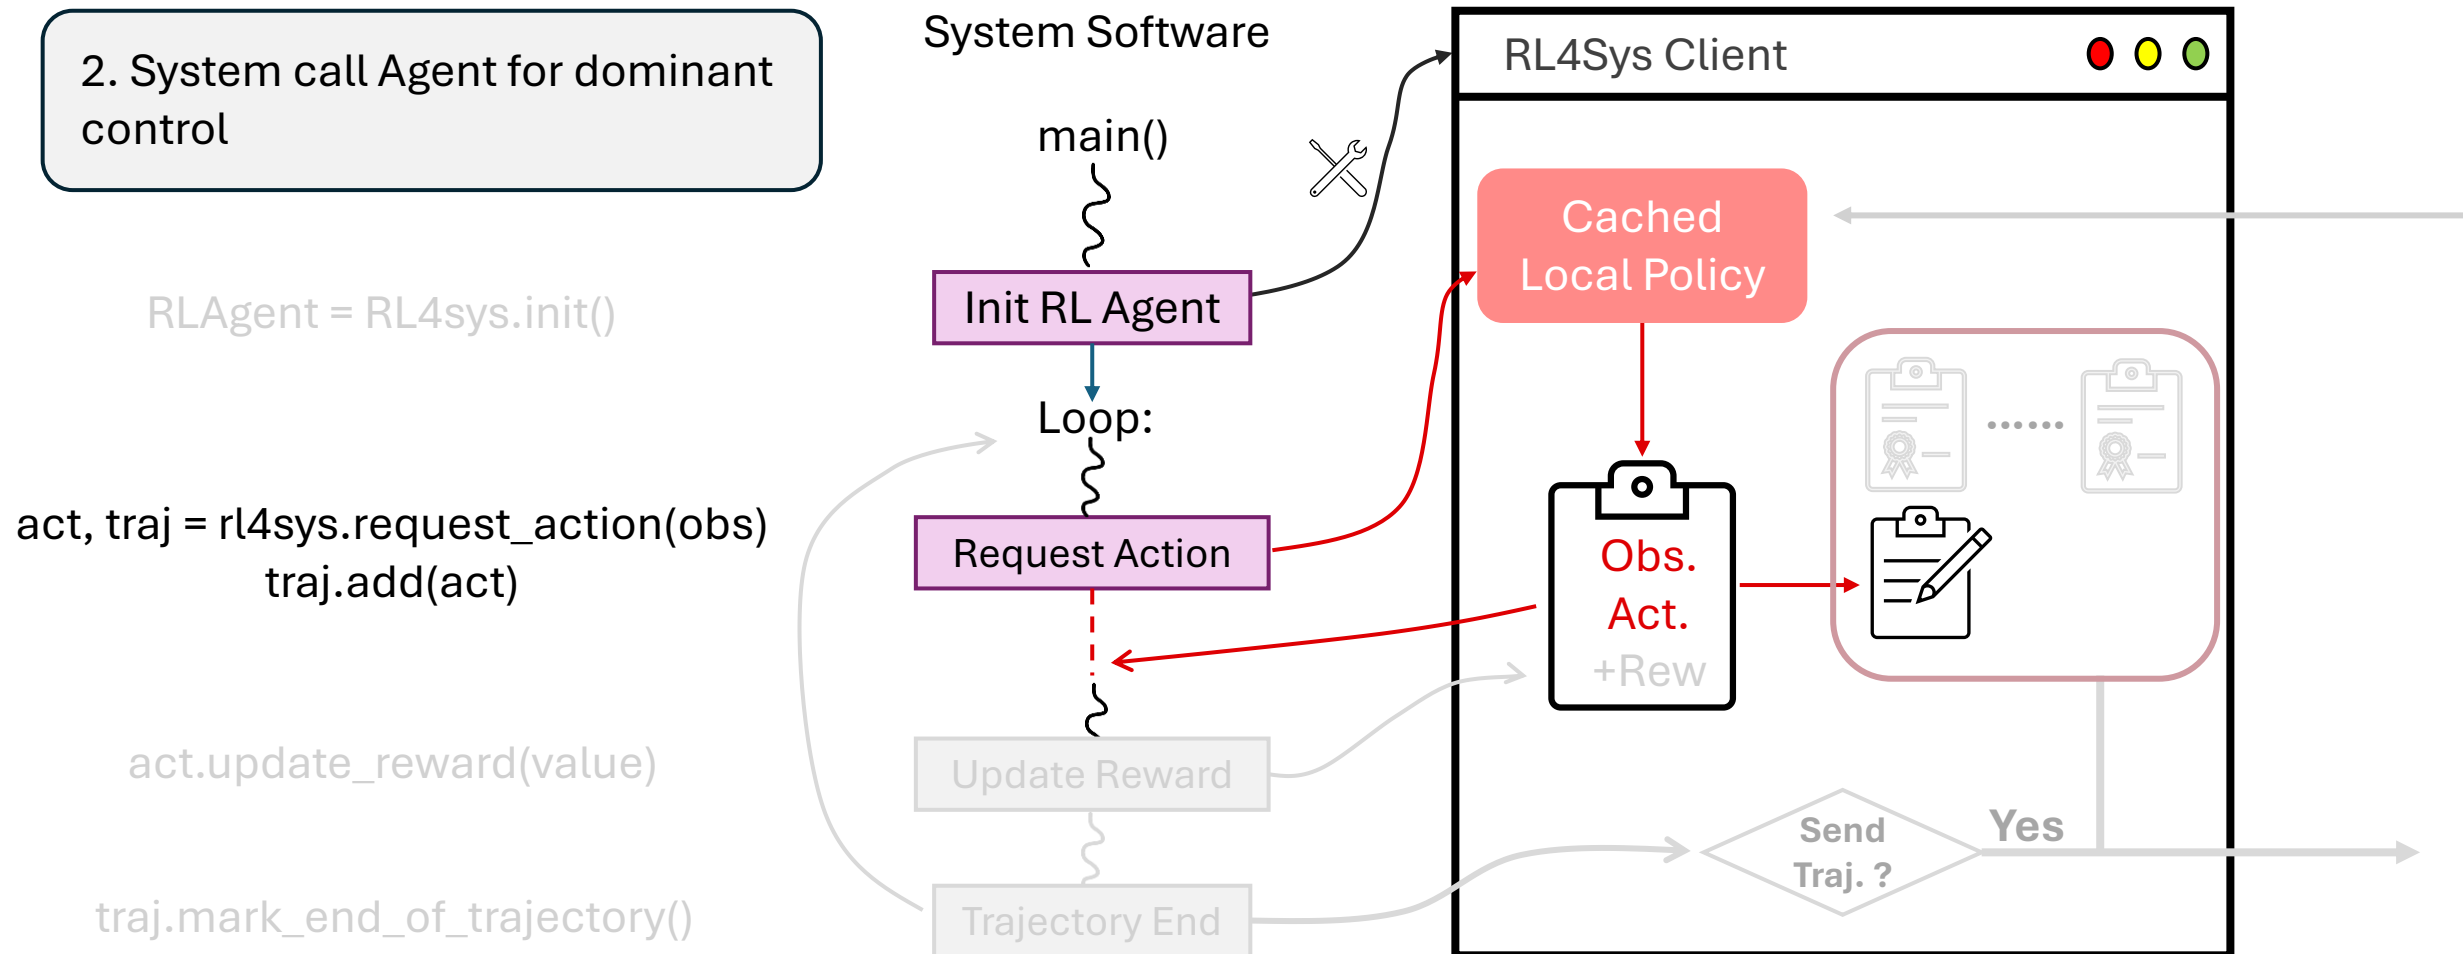 2. System call Agent for dominant
control
System Software
RL4Sys Client
main()
Cached
Local Policy
RLAgent = RL4sys.init()
Init RL Agent
Loop:
act, traj = rl4sys.request_action(obs)
traj.add(act)
Request Action
Obs.
Act.
+Rew
......
act.update_reward(value)
Update Reward
Send
Traj. ?
Yes
traj.mark_end_of_trajectory()
Trajectory End